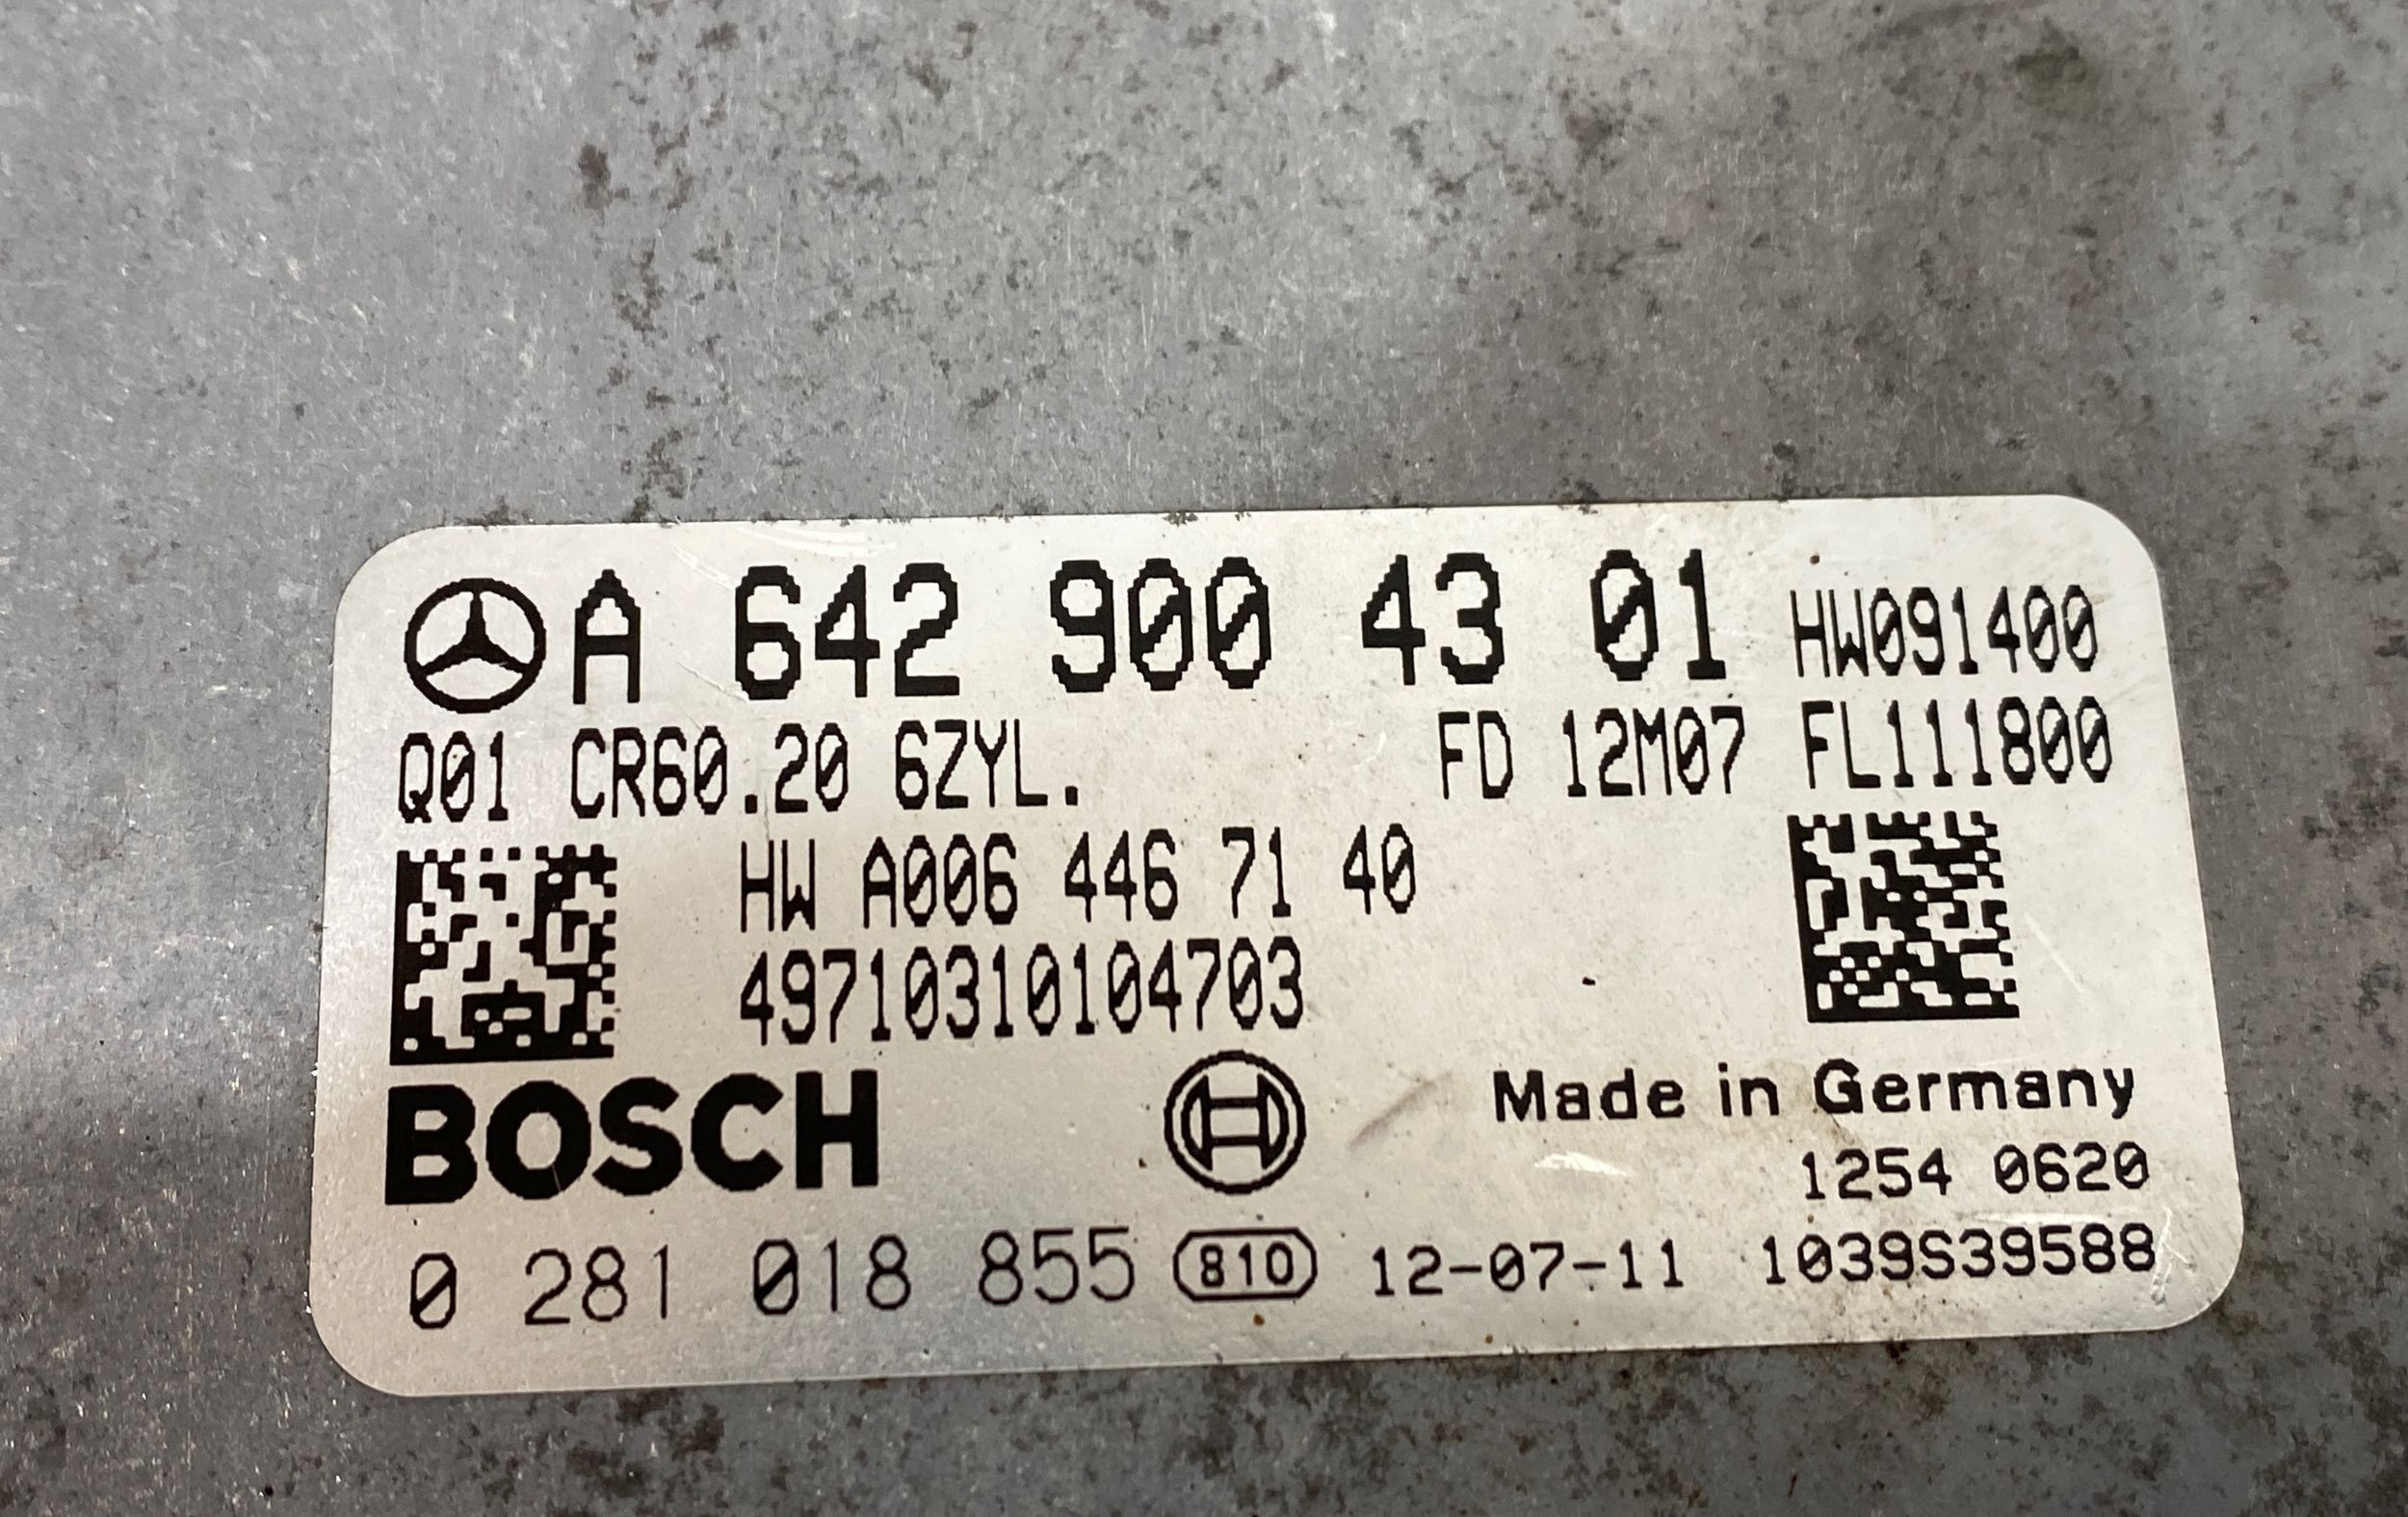 A 642 900 43 01 HW091400
Q01 CR60.20 6ZYL. FD 12M07 FL111800
HW A006 446 71 40
49710310104703
BOSCH Made in Germany
1254 0620
0 281 018 855 810 12-07-11 1039S39588